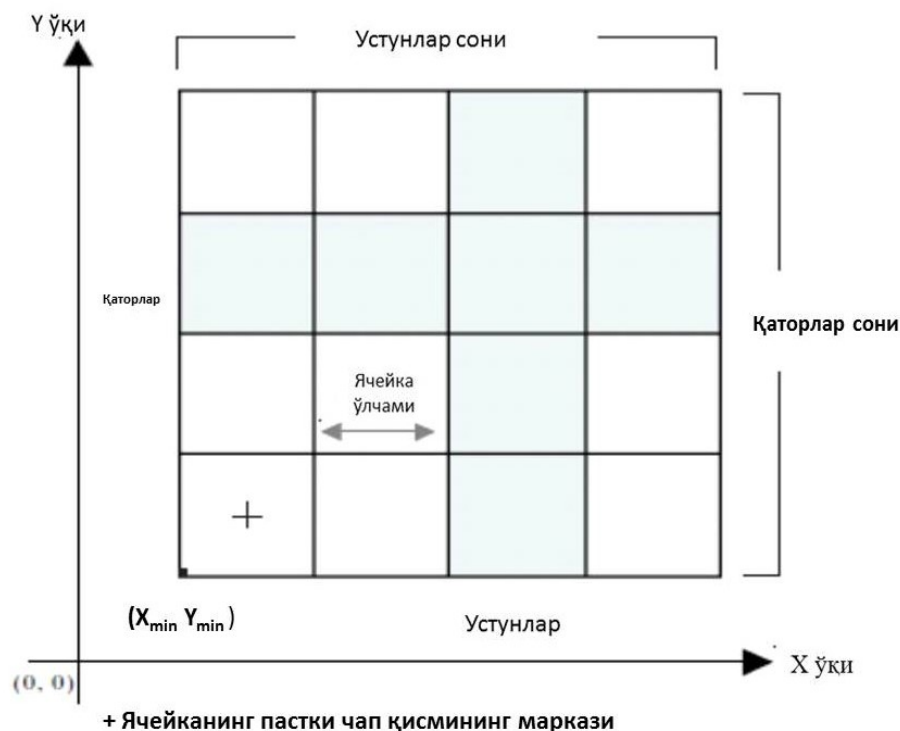 Y ўқи
Устунлар сони
Қаторлар
Қаторлар сони
Ячейка
ўлчами
(Xmin Ymin)
Устунлар
X ўқи
(0, 0)
+ Ячейканинг пастки чап қисмининг маркази